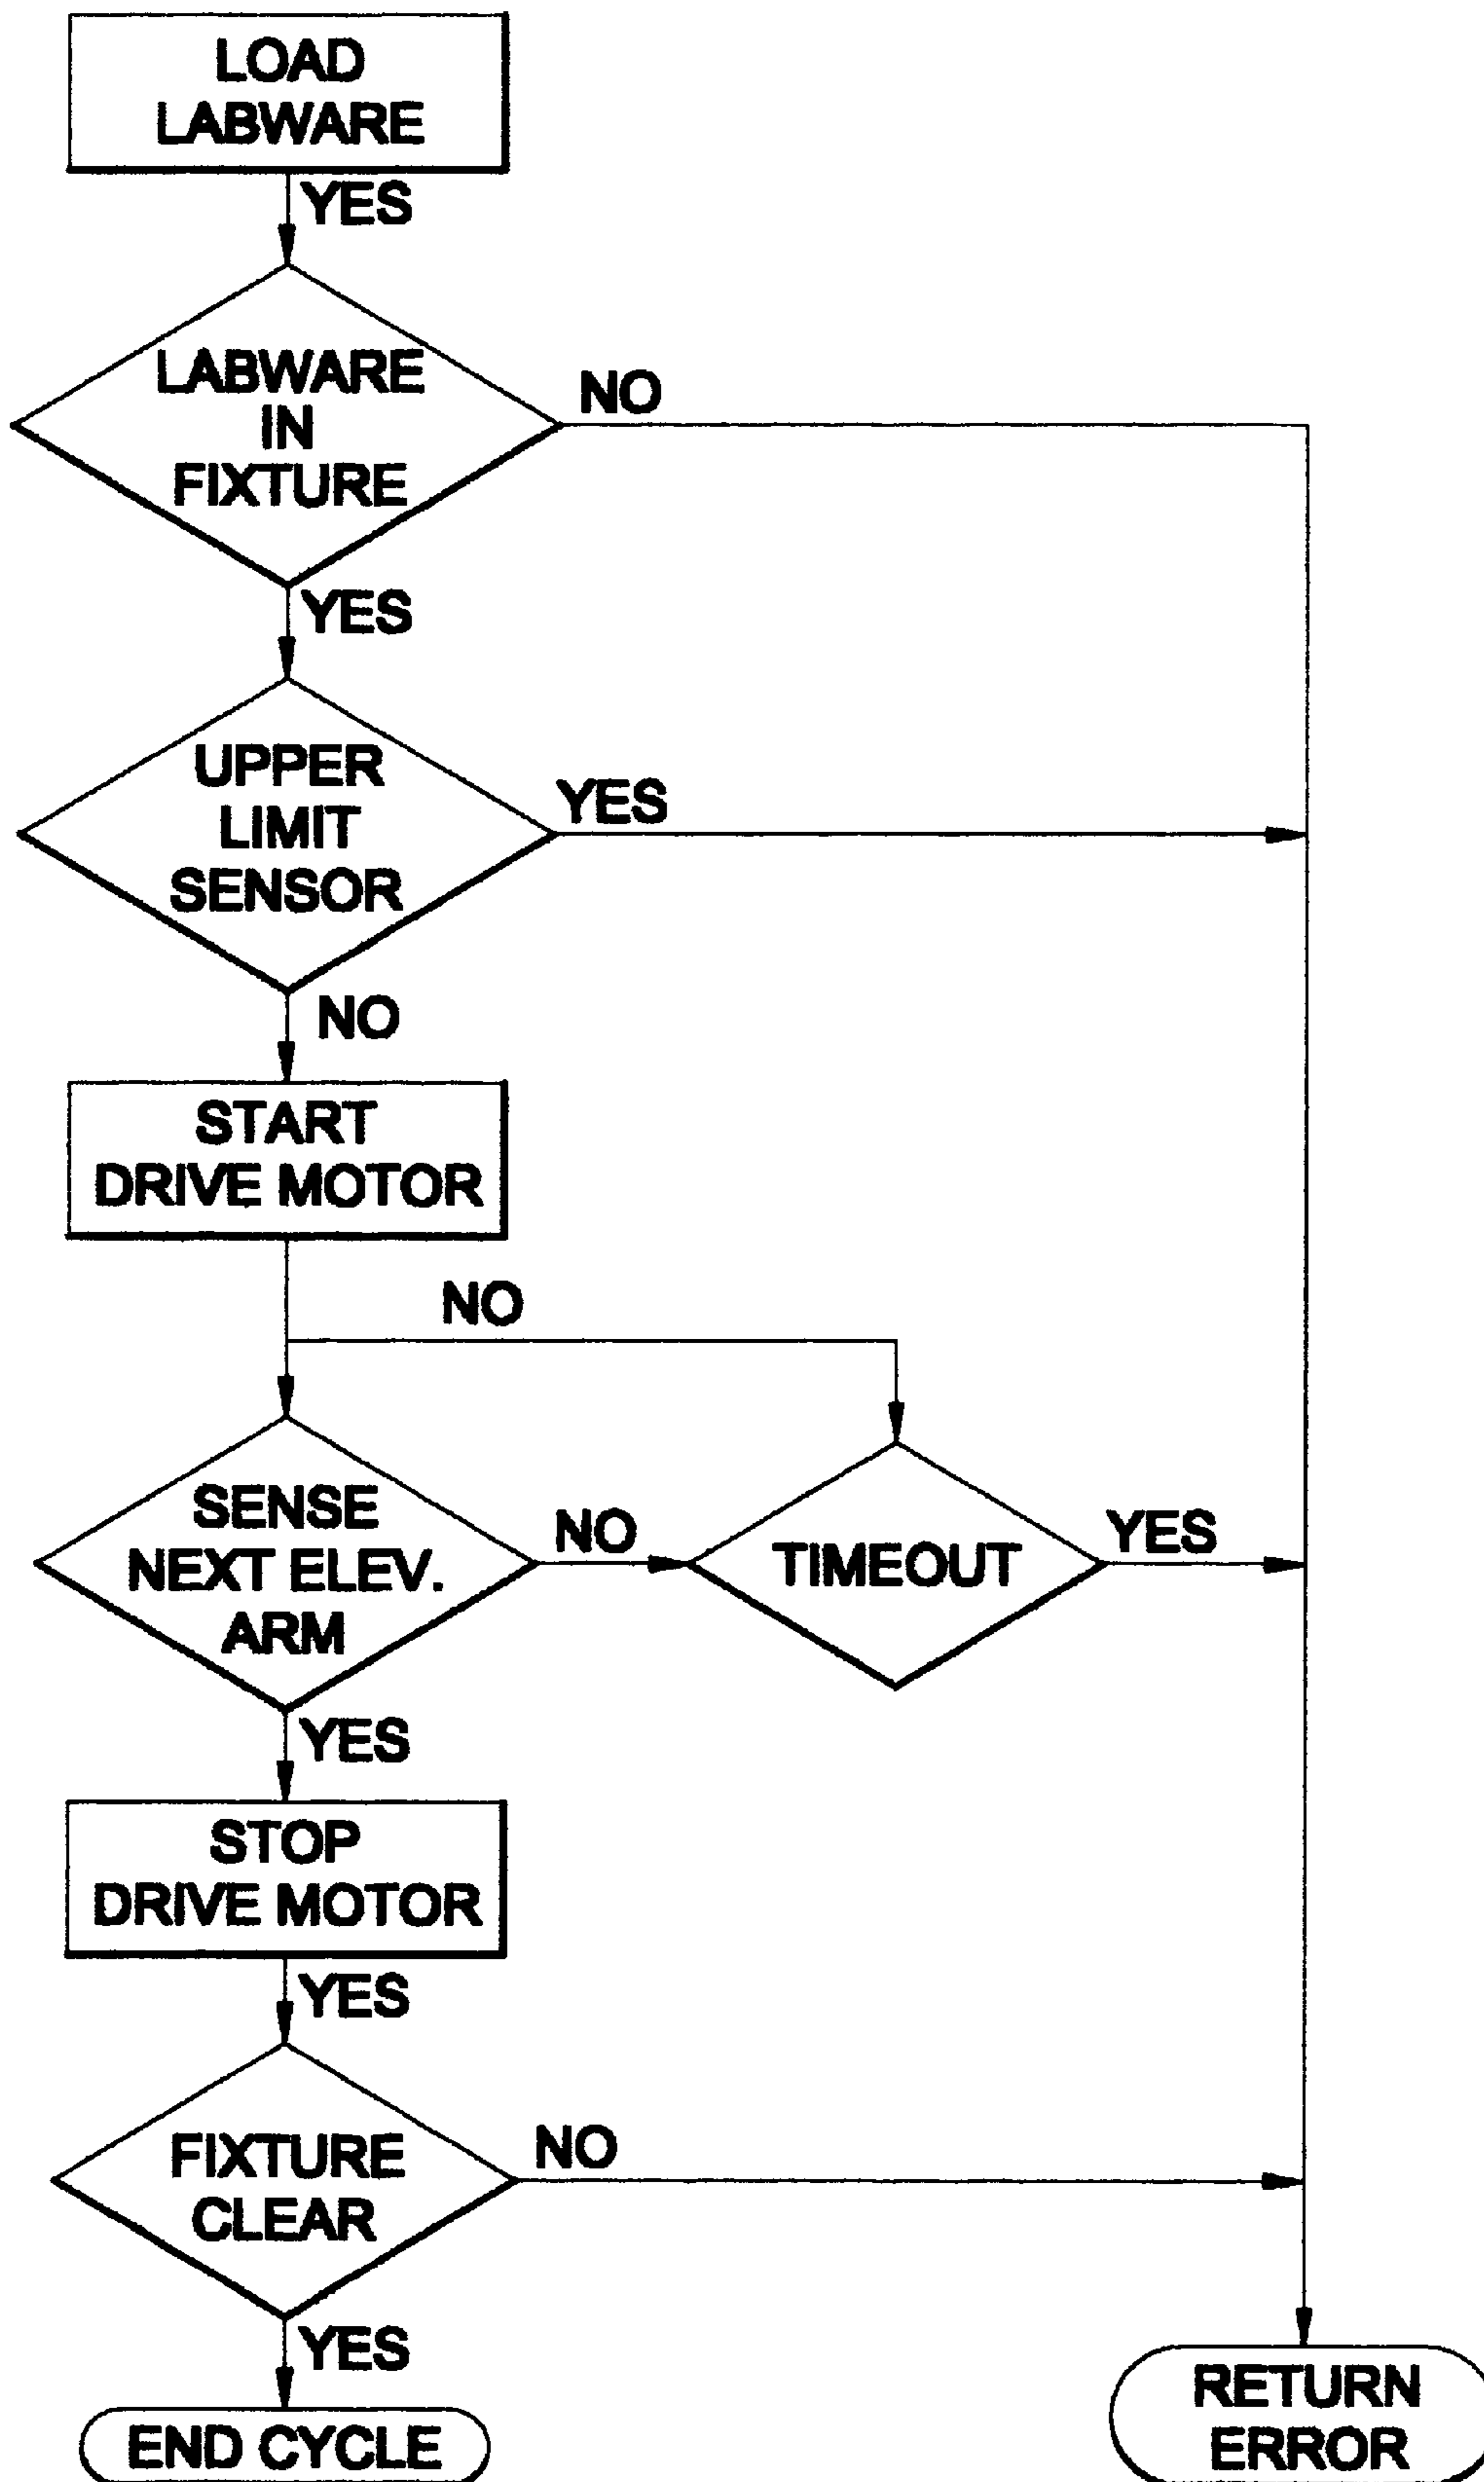 LOAD
LABWARE
YES
LABWARE
IN
FIXTURE
NO
YES
UPPER
LIMIT
SENSOR
YES
NO
START
DRIVE MOTOR
NO
SENSE
NEXT ELEV.
ARM
NO
TIMEOUT
YES
YES
STOP
DRIVE MOTOR
YES
FIXTURE
CLEAR
NO
YES
END CYCLE
RETURN
ERROR